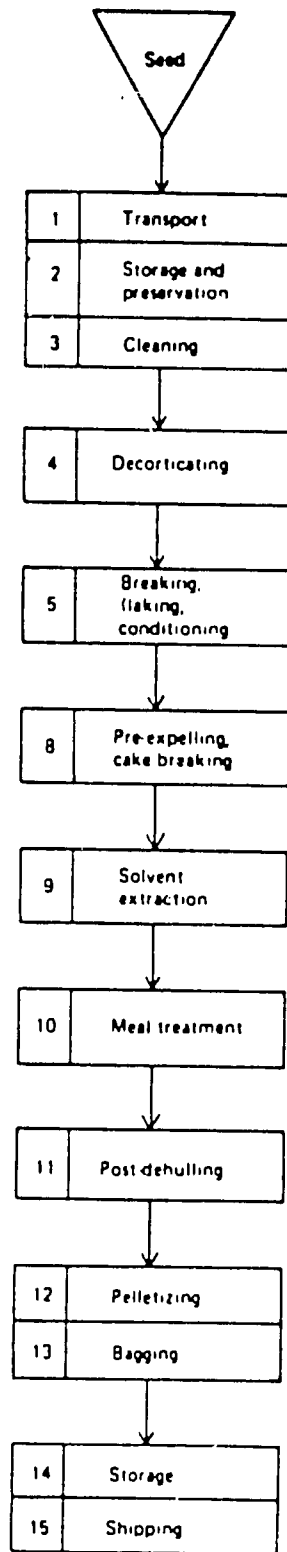 Seed
1 Transport
2 Storage and
preservation
3 Cleaning
4 Decorticating
5 Breaking,
flaking,
conditioning
8 Pre-expelling,
cake breaking
9 Solvent
extraction
10 Meal treatment
11 Post-dehulling
12 Pelletizing
13 Bagging
14 Storage
15 Shipping